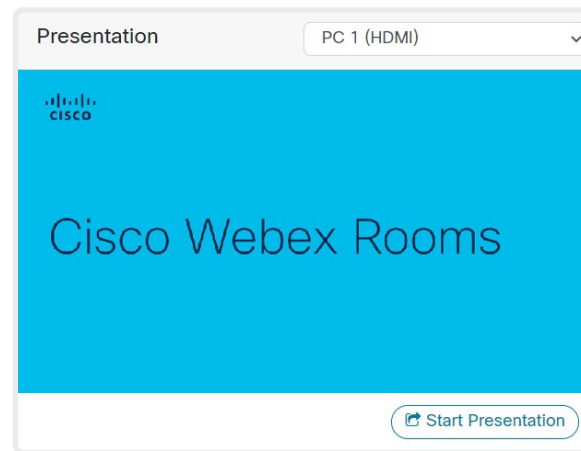 Presentation
PC 1 (HDMI)
CISCO
Cisco Webex Rooms
Start Presentation